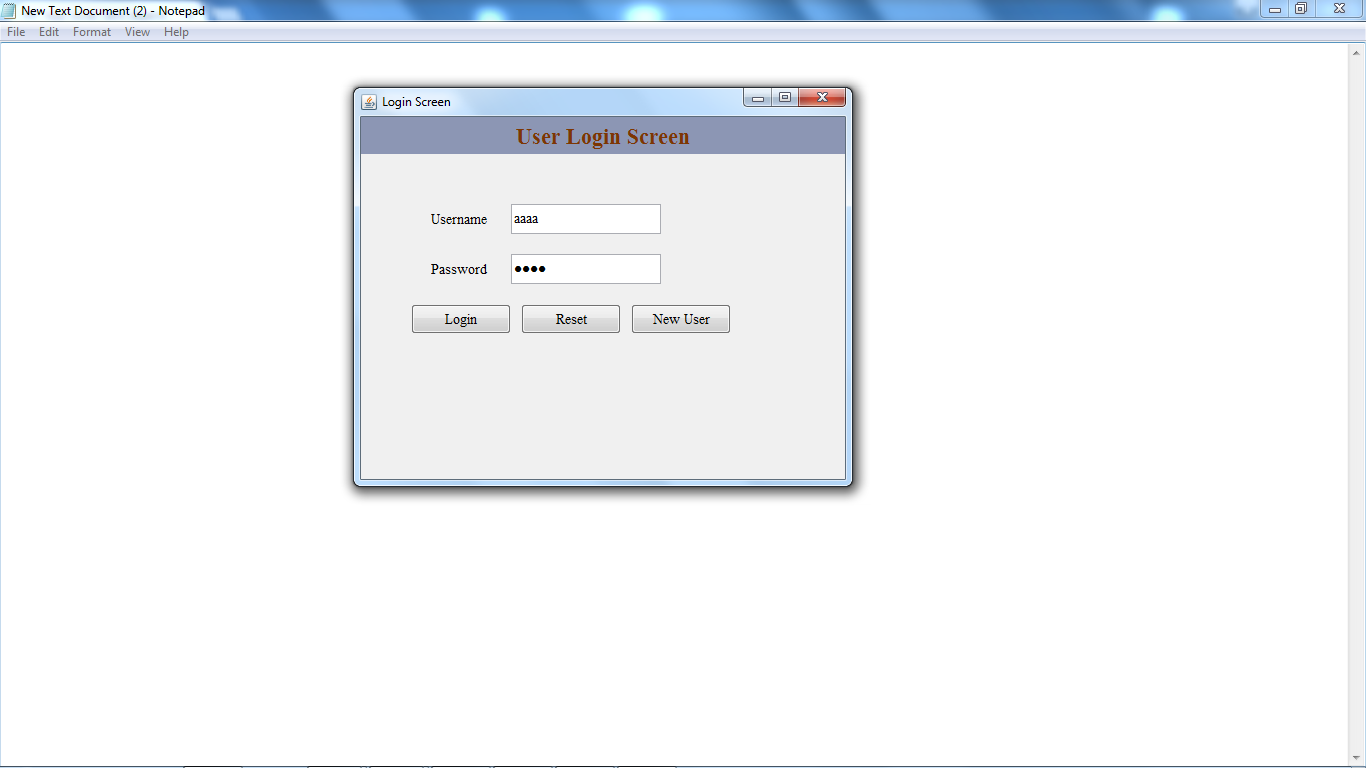 New Text Document (2) - Notepad
File Edit Format View Help
Login Screen
User Login Screen
Username aaaa
Password ●●●●
Login Reset New User